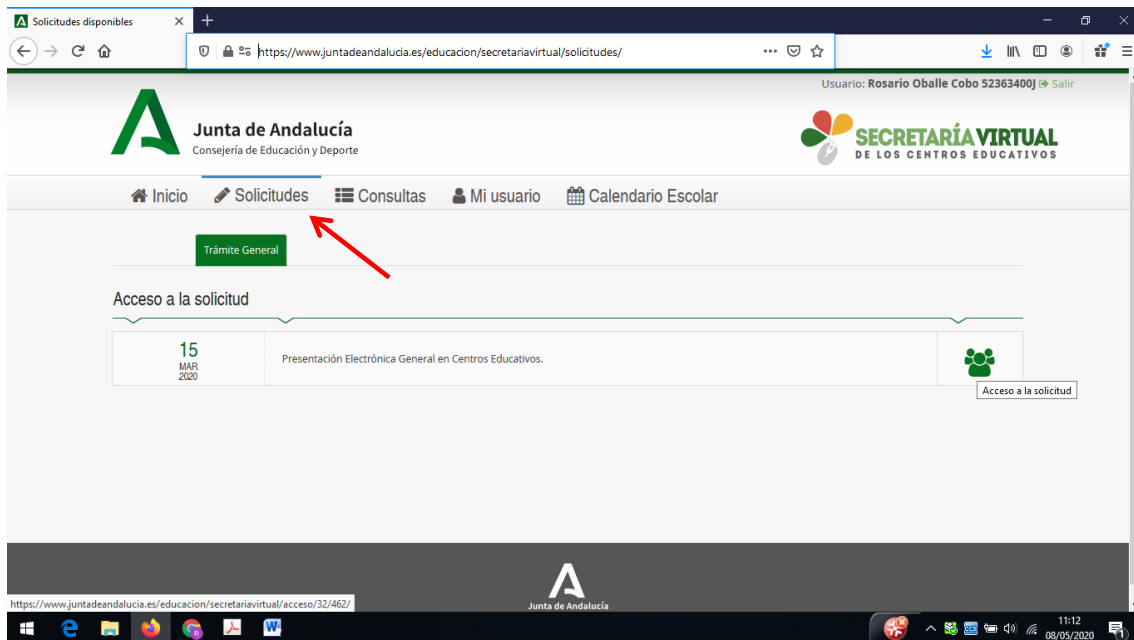 Solicitudes disponibles
https://www.juntadeandalucia.es/educacion/secretariavirtual/solicitudes/
Usuario: Rosario Oballe Cobo 52363400J Salir
Junta de Andalucía
Consejería de Educación y Deporte
SECRETARÍA VIRTUAL
DE LOS CENTROS EDUCATIVOS
Inicio Solicitudes Consultas Mi usuario Calendario Escolar
Trámite General
Acceso a la solicitud
15
MAR
2020
Presentación Electrónica General en Centros Educativos.
Acceso a la solicitud
Junta de Andalucía
https://www.juntadeandalucia.es/educacion/secretariavirtual/acceso/32/462/
11:12
08/05/2020